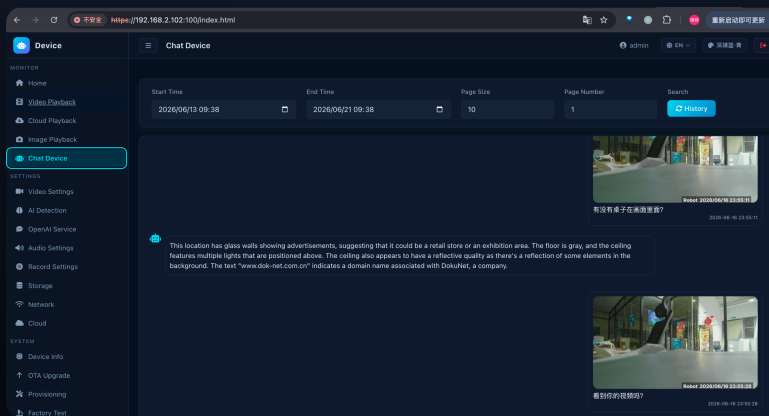 不安全
https://192.168.2.102:100/index.html
重新启动即可更新
Device
Chat Device
admin
EN
MONITOR
Home
Video Playback
Cloud Playback
Image Playback
Chat Device
SETTINGS
Video Settings
AI Detection
OpenAI Service
Audio Settings
Record Settings
Storage
Network
Cloud
SYSTEM
Device Info
OTA Upgrade
Provisioning
Factory Test
Start Time
End Time
Page Size
Page Number
Search
2026/06/13 09:38
2026/06/21 09:38
10
1
History
Robot 2026/06/16 23:55:11
有没有桌子在画面里面?
2026-06-16 23:55:11
This location has glass walls showing advertisements, suggesting that it could be a retail store or an exhibition area. The floor is gray, and the ceiling
features multiple lights that are positioned above. The ceiling also appears to have a reflective quality as there's a reflection of some elements in the
background. The text "www.dok-net.com.cn" indicates a domain name associated with DokuNet, a company.
Robot 2026/06/16 23:55:28
看到你的视频吗?
2026-06-16 23:55:28